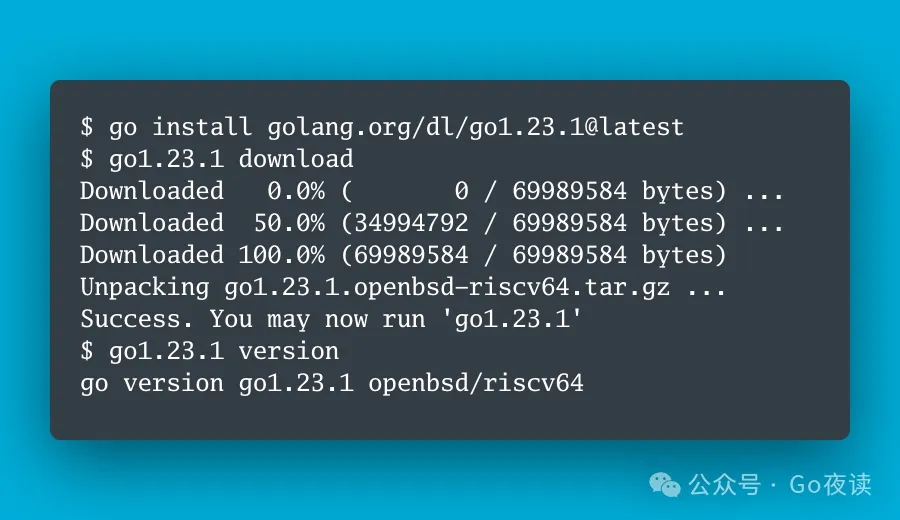 $ go install golang.org/dl/go1.23.1@latest
$ go1.23.1 download
Downloaded   0.0% (       0 / 69989584 bytes) ...
Downloaded  50.0% (34994792 / 69989584 bytes) ...
Downloaded 100.0% (69989584 / 69989584 bytes)
Unpacking go1.23.1.openbsd-riscv64.tar.gz ...
Success. You may now run 'go1.23.1'
$ go1.23.1 version
go version go1.23.1 openbsd/riscv64
公众号 · Go夜读